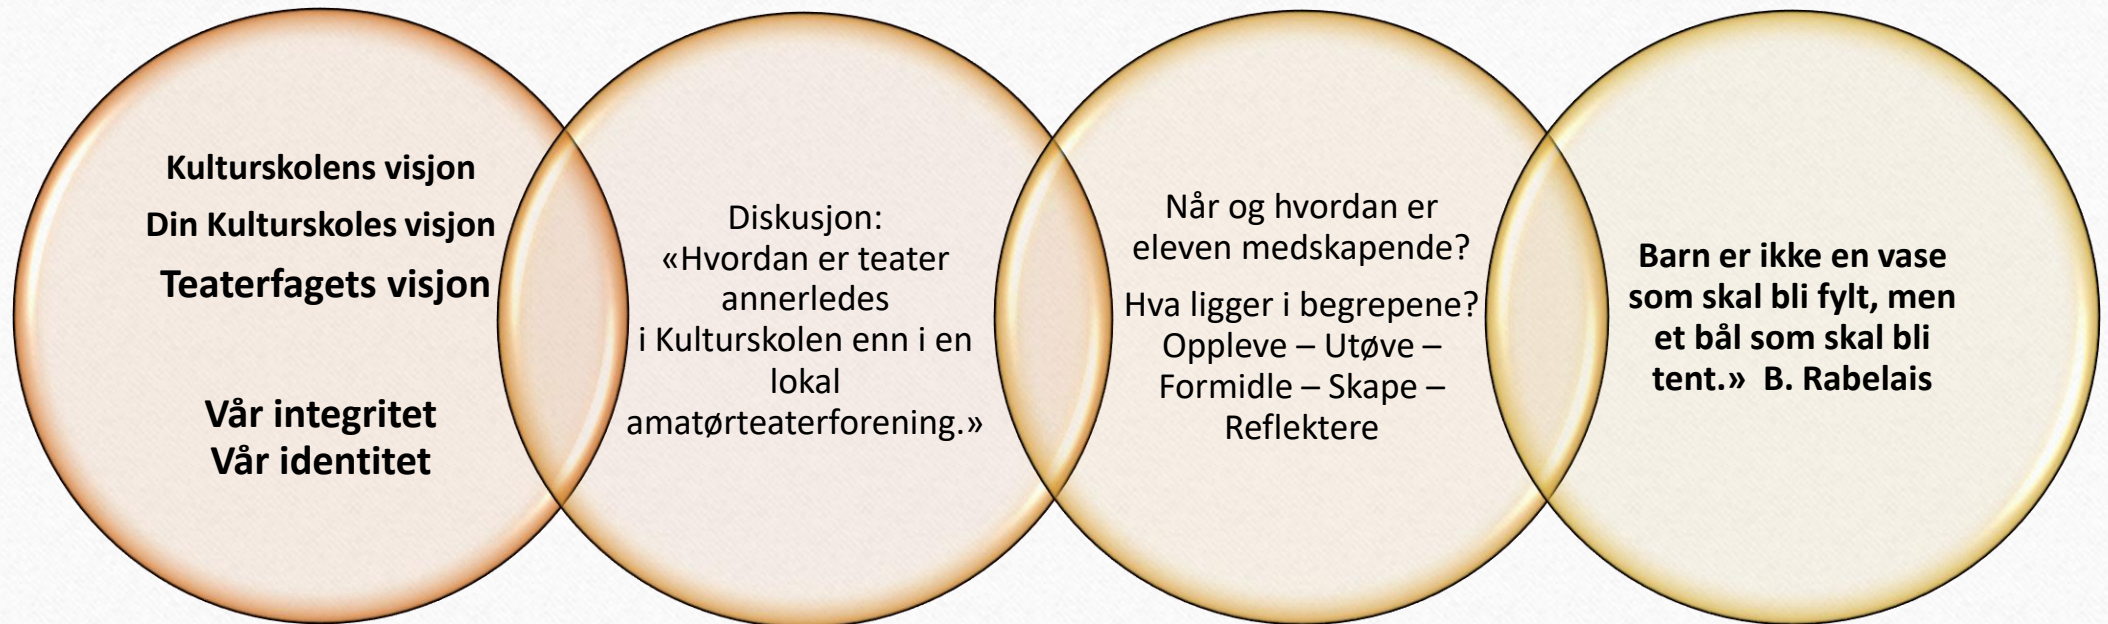 Kulturskolens visjon
Din Kulturskoles visjon
Teaterfagets visjon
Vår integritet
Vår identitet
Diskusjon:
«Hvordan er teater
annerledes
i Kulturskolen enn i en
lokal
amatørteaterforening.»
Når og hvordan er
eleven medskapende?
Hva ligger i begrepene?
Oppleve – Utøve –
Formidle – Skape –
Reflektere
Barn er ikke en vase
som skal bli fylt, men
et bål som skal bli
tent.» B. Rabelais